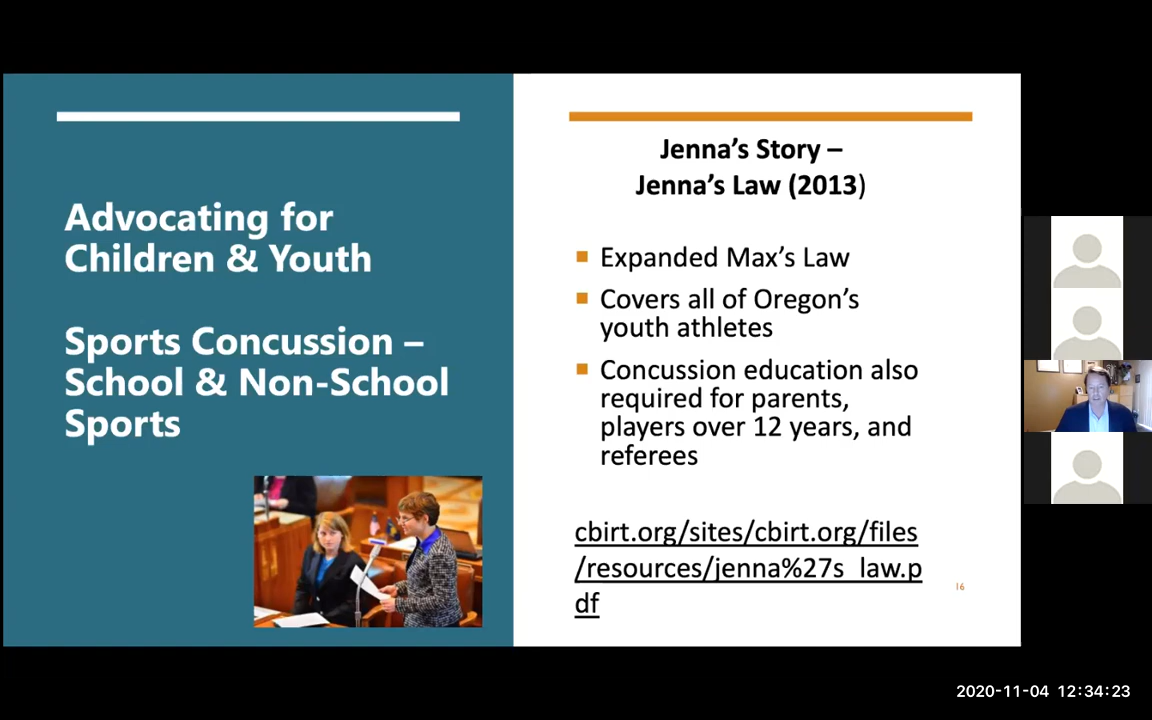 Advocating for
Children & Youth
Sports Concussion –
School & Non-School
Sports
Jenna’s Story –
Jenna’s Law (2013)
Expanded Max’s Law
Covers all of Oregon’s
youth athletes
Concussion education also
required for parents,
players over 12 years, and
referees
cbirt.org/sites/cbirt.org/files
/resources/jenna%27s_law.p
df
16
2020-11-04 12:34:23